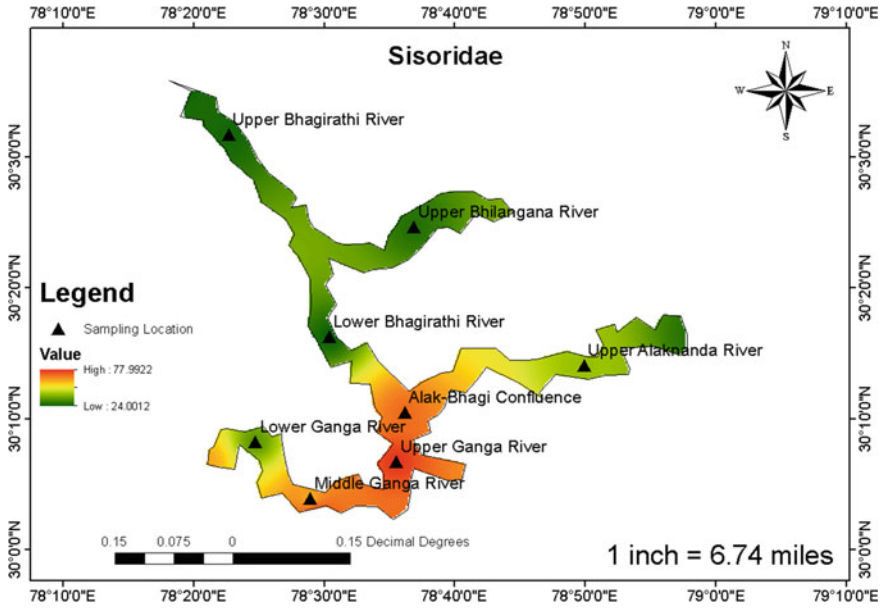 78°10'0"E 78°20'0"E 78°30'0"E 78°40'0"E 78°50'0"E 79°0'0"E 79°10'0"E
Sisoridae
N
W E
S
Upper Bhagirathi River
30°30'0"N 30°30'0"N
Upper Bhilangana River
30°20'0"N 30°20'0"N
Legend
Sampling Location
Value
High : 77.9922
Low : 24.0012
Lower Bhagirathi River
Upper Alaknanda River
Alak-Bhagi Confluence
30°10'0"N 30°10'0"N
Lower Ganga River
Upper Ganga River
Middle Ganga River
0.15 0.075 0 0.15 Decimal Degrees
1 inch = 6.74 miles
30°0'0"N 30°0'0"N
78°10'0"E 78°20'0"E 78°30'0"E 78°40'0"E 78°50'0"E 79°0'0"E 79°10'0"E